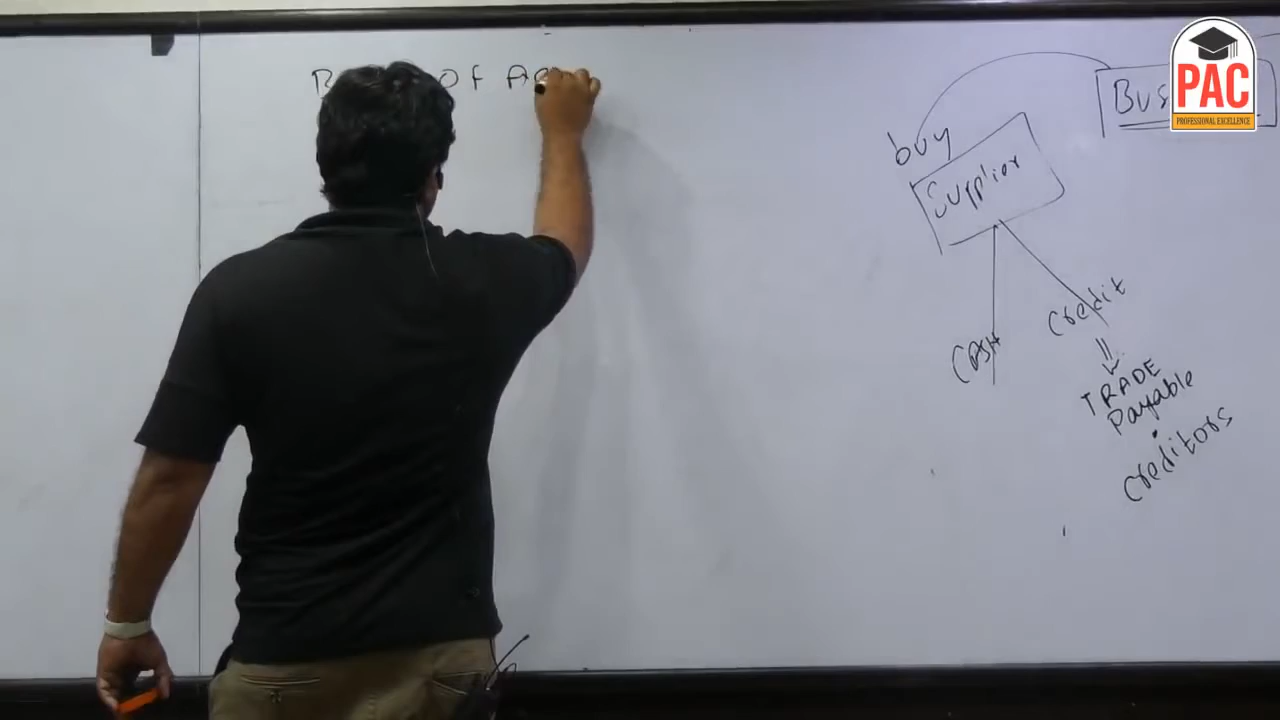 OF
buy
Supplier
CASH
Credit
TRADE
Payable
Creditors
PAC
PROFESSIONAL EXCELLENCE